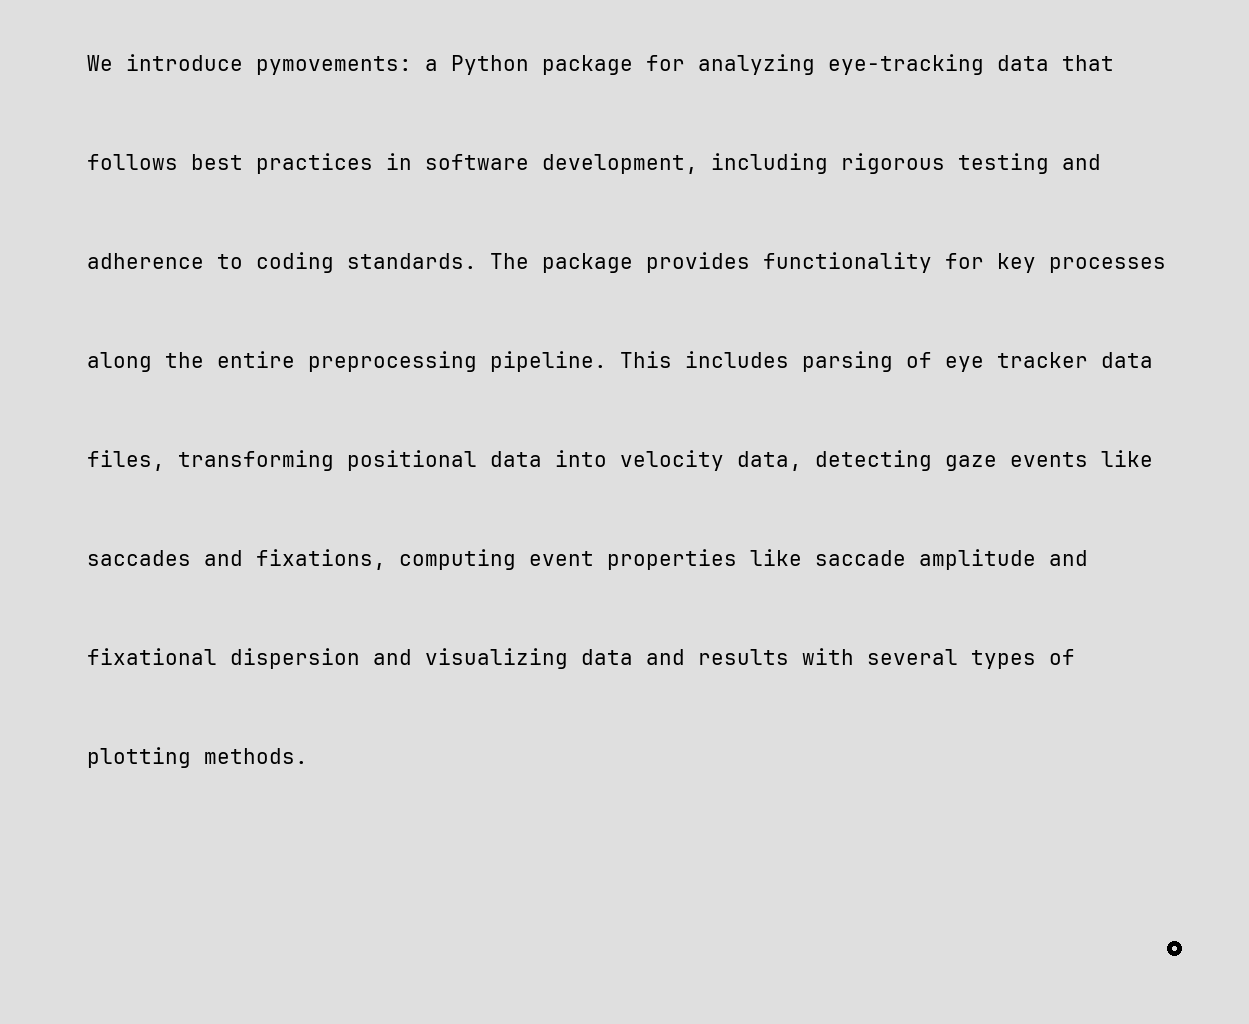 We introduce pymovements: a Python package for analyzing eye-tracking data that
follows best practices in software development, including rigorous testing and
adherence to coding standards. The package provides functionality for key processes
along the entire preprocessing pipeline. This includes parsing of eye tracker data
files, transforming positional data into velocity data, detecting gaze events like
saccades and fixations, computing event properties like saccade amplitude and
fixational dispersion and visualizing data and results with several types of
plotting methods.